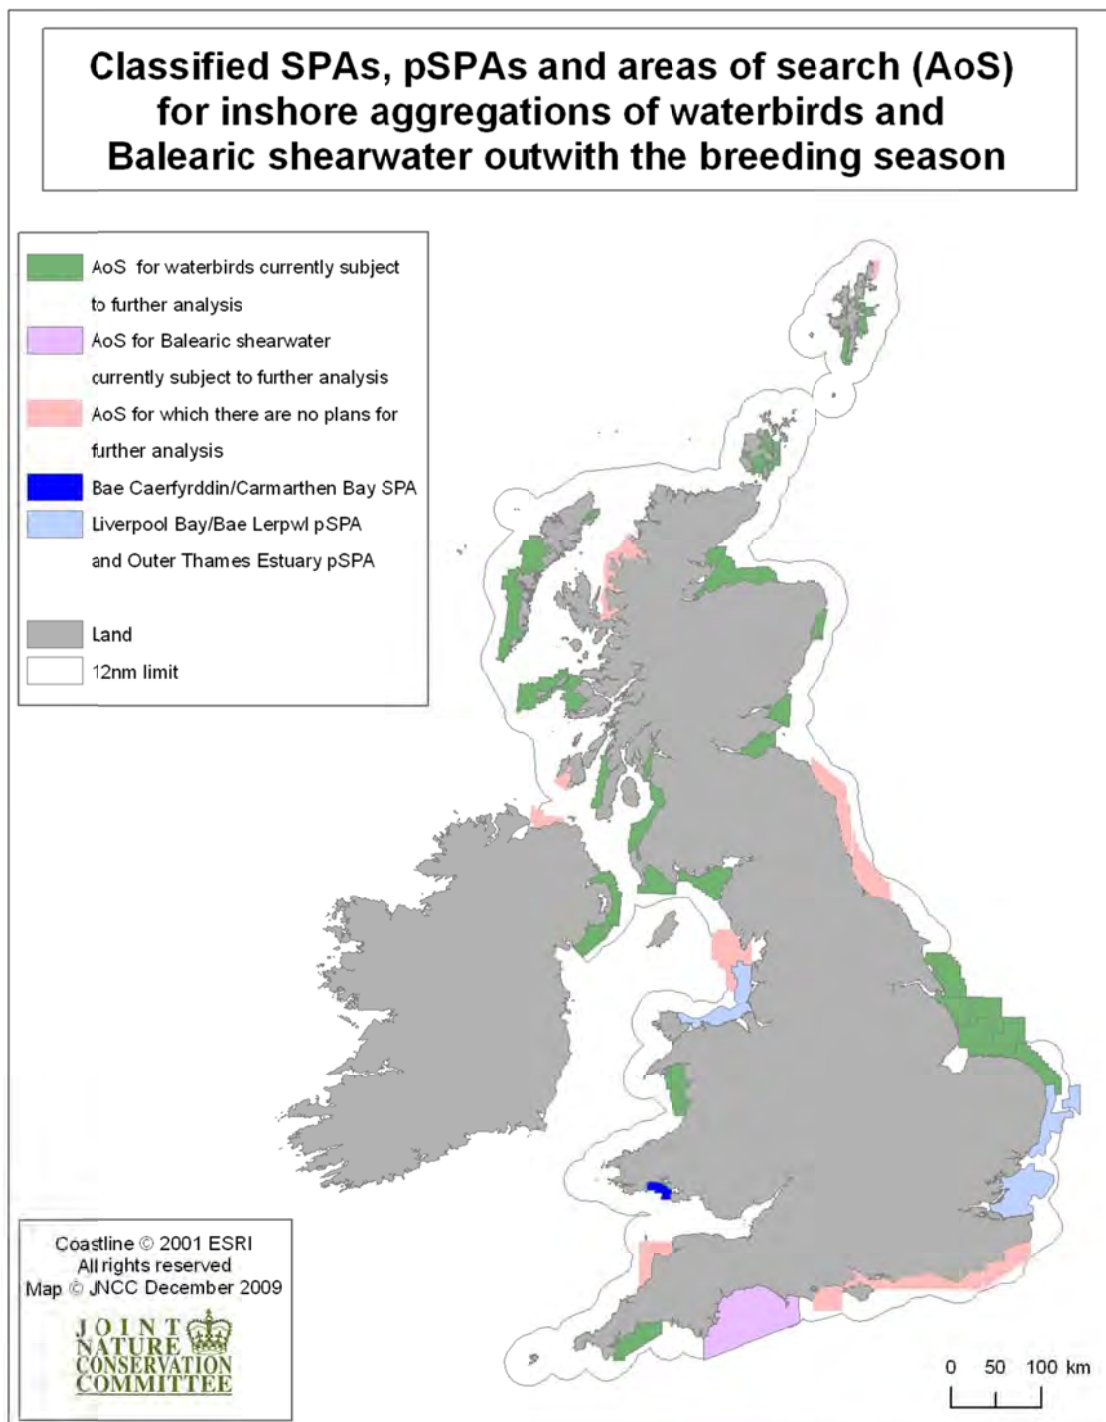 Classified SPAs, pSPAs and areas of search (AoS)
for inshore aggregations of waterbirds and
Balearic shearwater outwith the breeding season
AoS for waterbirds currently subject
to further analysis
AoS for Balearic shearwater
currently subject to further analysis
AoS for which there are no plans for
further analysis
Bae Caerfyrddin/Carmarthen Bay SPA
Liverpool Bay/Bae Lerpwl pSPA
and Outer Thames Estuary pSPA
Land
12nm limit
Coastline © 2001 ESRI
All rights reserved
Map © JNCC December 2009
JOINT
NATURE
CONSERVATION
COMMITTEE
0 50 100 km